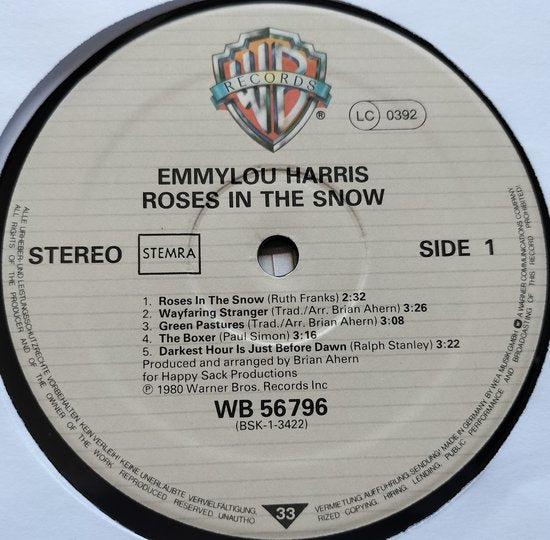 WB
RECORDS
®
LC 0392
EMMYLOU HARRIS
ROSES IN THE SNOW
STEREO
STEMRA
SIDE 1
1. Roses In The Snow (Ruth Franks) 2:32
2. Wayfaring Stranger (Trad./Arr. Brian Ahern) 3:26
3. Green Pastures (Trad./Arr. Brian Ahern) 3:08
4. The Boxer (Paul Simon) 3:16
5. Darkest Hour Is Just Before Dawn (Ralph Stanley) 3:22
Produced and arranged by Brian Ahern
for Happy Sack Productions
℗ 1980 Warner Bros. Records Inc
WB 56796
(BSK-1-3422)
33
ALLE URHEBER- UND LEISTUNGSSCHUTZRECHTE VORBEHALTEN. KEIN VERLEIH! KEINE UNERLAUBTE VERVIELFÄLTIGUNG, VERMIETUNG, AUFFÜHRUNG, SENDUNG! MADE IN GERMANY BY WEA MUSIK GMBH A WARNER COMMUNICATIONS COMPANY
ALL RIGHTS OF THE PRODUCER AND OF THE OWNER OF THE WORK REPRODUCED RESERVED. UNAUTHORIZED COPYING, HIRING, LENDING, PUBLIC PERFORMANCE AND BROADCASTING OF THIS RECORD PROHIBITED!